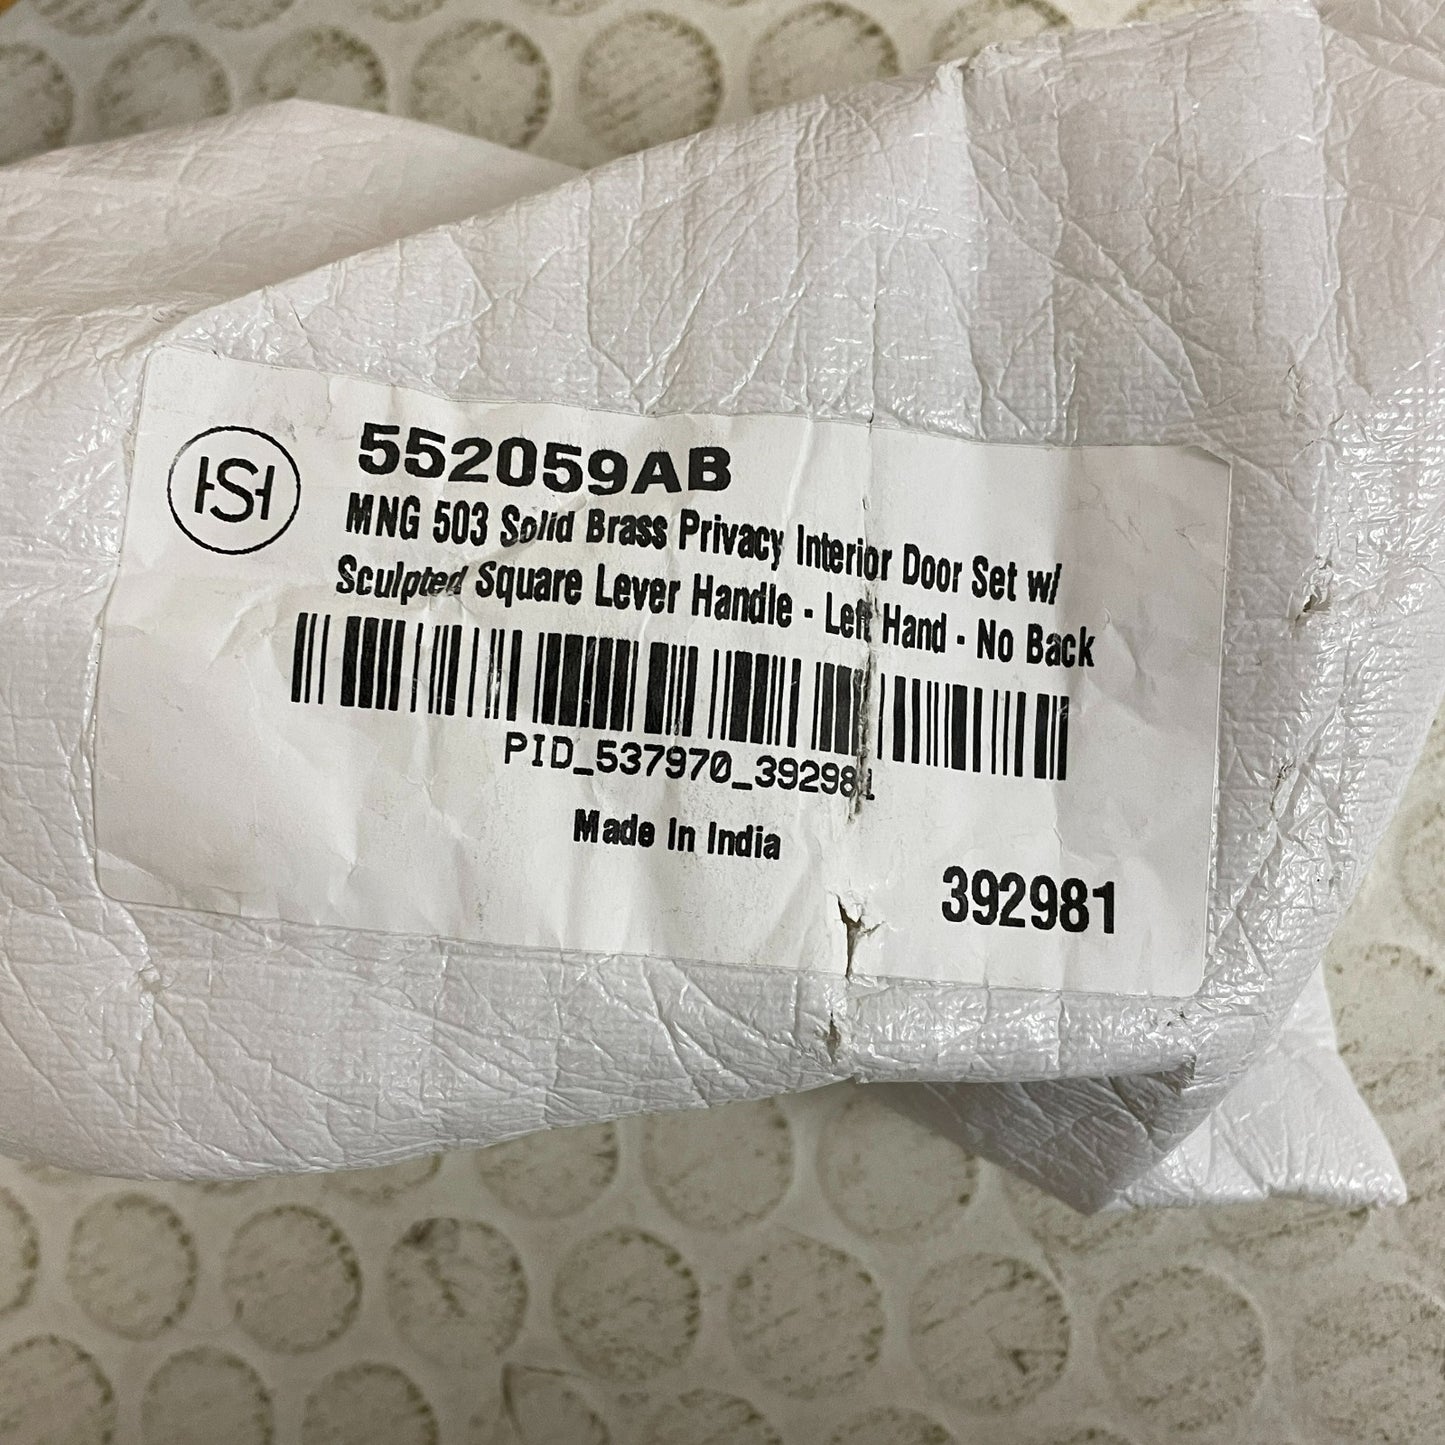 HSH
552059AB
MNG 503 Solid Brass Privacy Interior Door Set w/
Sculpted Square Lever Handle - Left Hand - No Back
PID_537970_392981
Made In India
392981